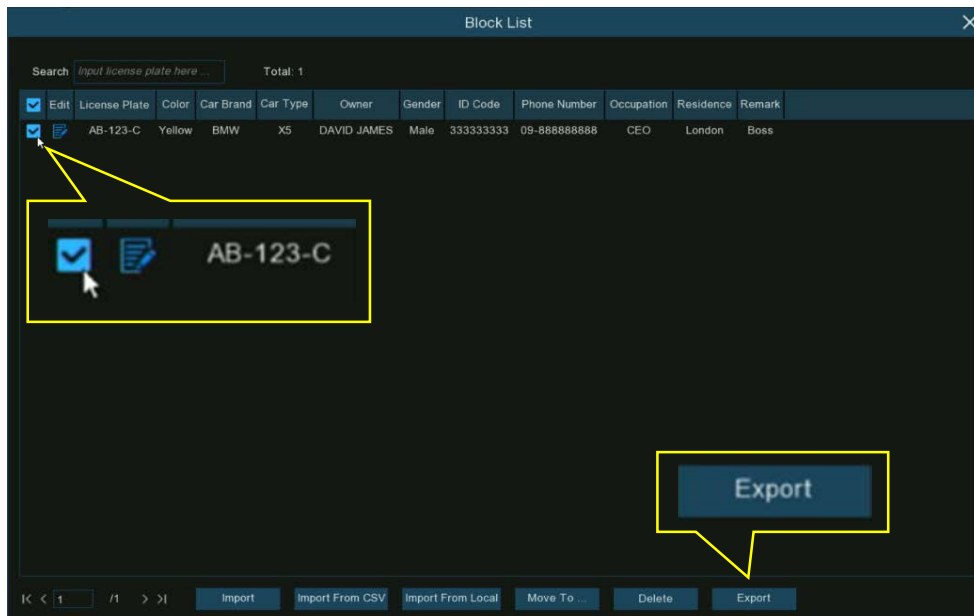 Block List
Search Input license plate here ... Total: 1
Edit License Plate Color Car Brand Car Type Owner Gender ID Code Phone Number Occupation Residence Remark
AB-123-C Yellow BMW X5 DAVID JAMES Male 333333333 09-888888888 CEO London Boss
AB-123-C
Export
1 /1 Import Import From CSV Import From Local Move To ... Delete Export